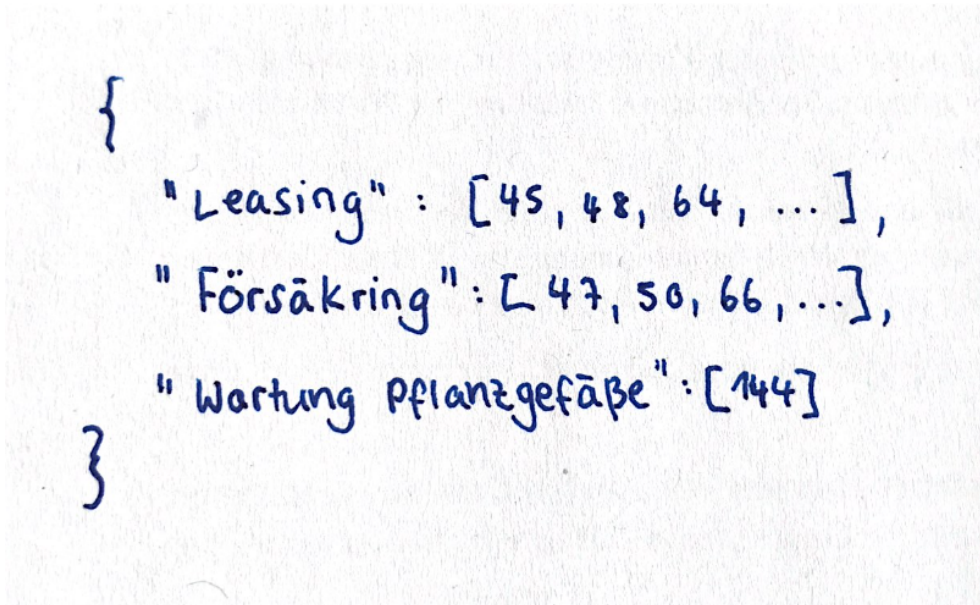 {
"Leasing": [45, 48, 64, ...],
"Försäkring": [47, 50, 66, ...],
"Wartung Pflanzgefäße": [144]
}